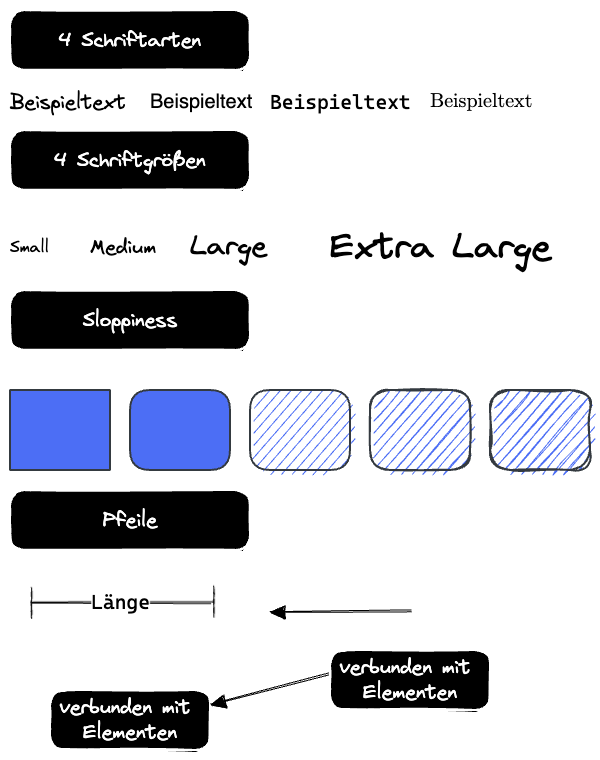 4 Schriftarten
Beispieltext Beispieltext Beispieltext Beispieltext
4 Schriftgrößen
Small Medium Large Extra Large
Sloppiness
Pfeile
Länge
verbunden mit
Elementen
verbunden mit
Elementen